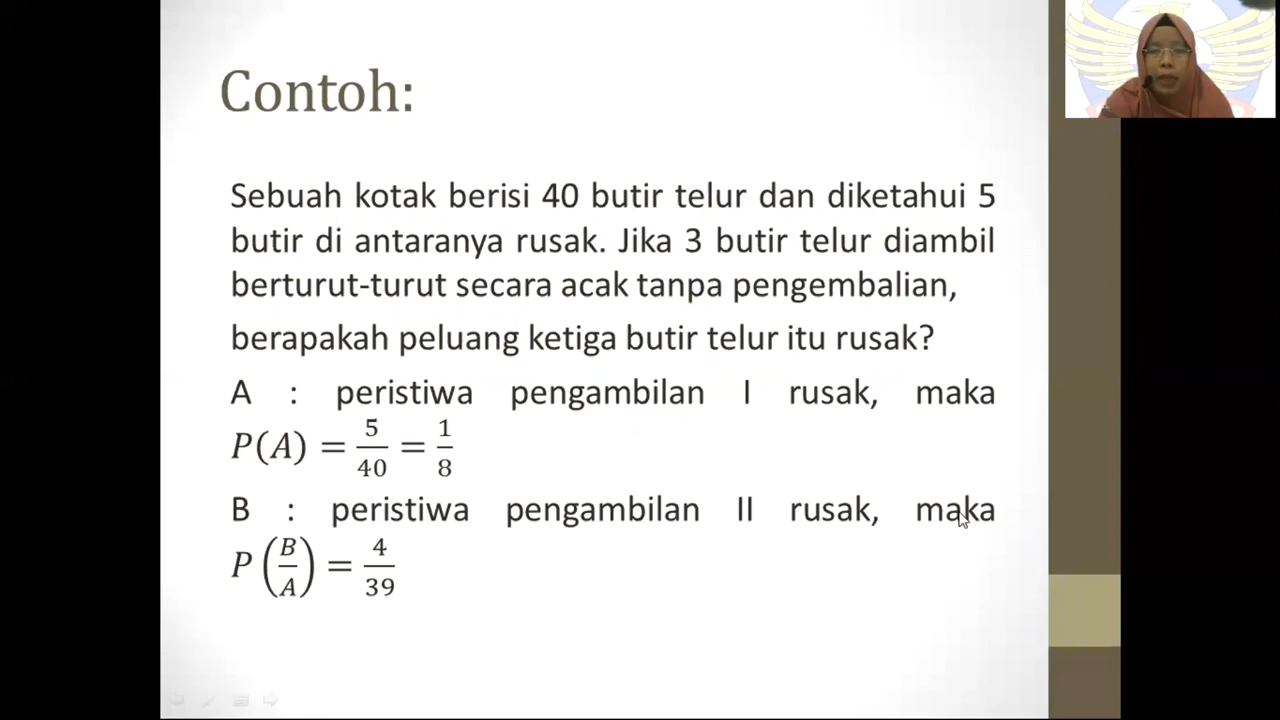 Contoh:
Sebuah kotak berisi 40 butir telur dan diketahui 5
butir di antaranya rusak. Jika 3 butir telur diambil
berturut-turut secara acak tanpa pengembalian,
berapakah peluang ketiga butir telur itu rusak?
A : peristiwa pengambilan I rusak, maka
P(A) = 5/40 = 1/8
B : peristiwa pengambilan II rusak, maka
P(B/A) = 4/39